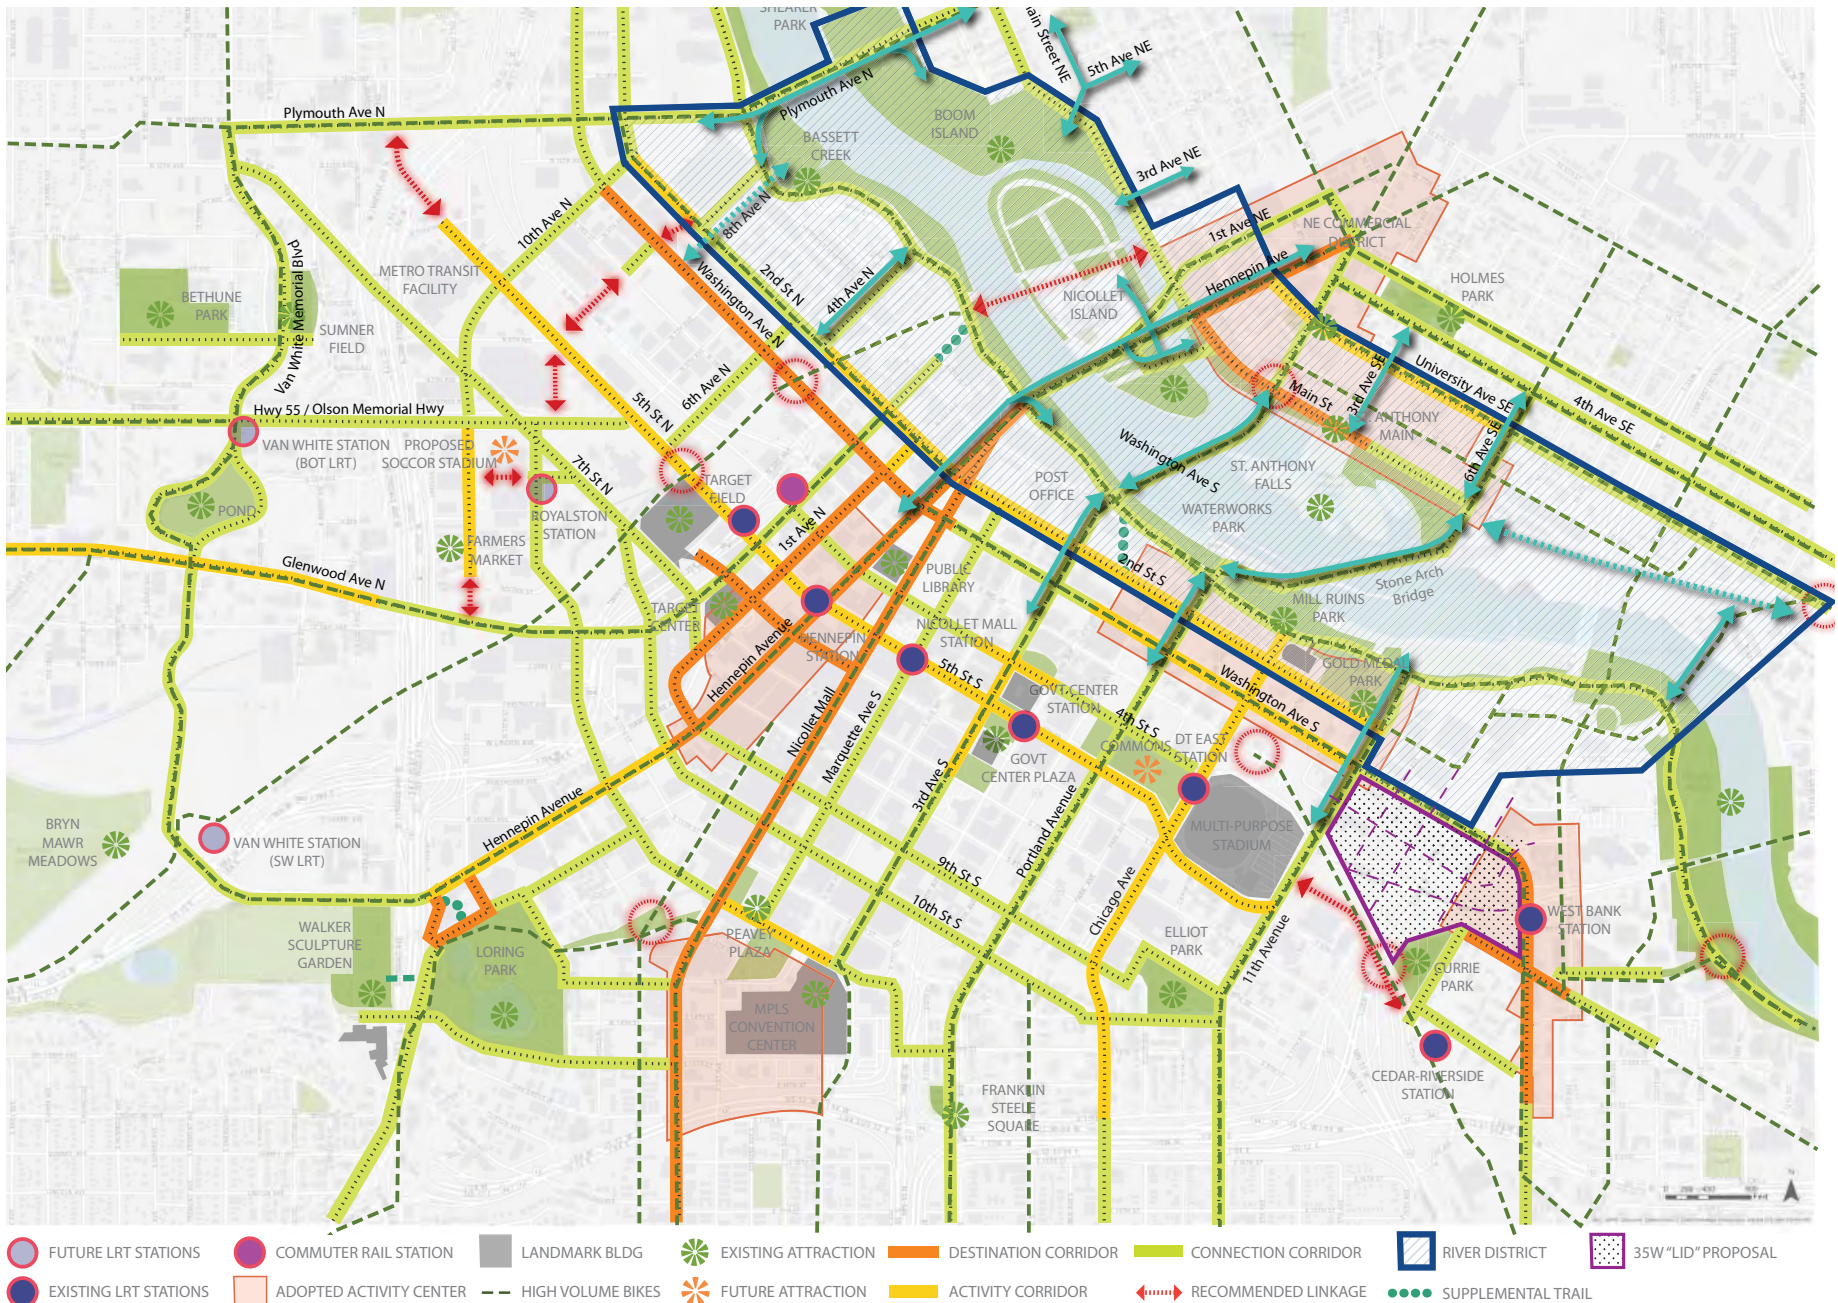 SHEARER
PARK
Main Street NE
5th Ave NE
Plymouth Ave N
Plymouth Ave N
BOOM
ISLAND
BASSETT
CREEK
3rd Ave NE
8th Ave N
10th Ave N
1st Ave NE
NE COMMERCIAL
DISTRICT
Van White Memorial Blvd
METRO TRANSIT
FACILITY
Washington Ave N
2nd St N
4th Ave N
Hennepin Ave
HOLMES
PARK
BETHUNE
PARK
NICOLLET
ISLAND
SUMNER
FIELD
University Ave SE
4th Ave SE
3rd Ave SE
Main St
5th St N
6th Ave N
Hwy 55 / Olson Memorial Hwy
ST. ANTHONY
MAIN
6th Ave SE
VAN WHITE STATION
(BOT LRT)
PROPOSED
SOCCOR STADIUM
7th St N
Washington Ave S
ST. ANTHONY
FALLS
TARGET
FIELD
POST
OFFICE
POND
ROYALSTON
STATION
WATERWORKS
PARK
1st Ave N
FARMERS
MARKET
Glenwood Ave N
PUBLIC
LIBRARY
2nd St S
Stone Arch
Bridge
TARGET
CENTER
MILL RUINS
PARK
HENNEPIN
STATION
NICOLLET MALL
STATION
Hennepin Avenue
5th St S
GOLD MEDAL
PARK
GOVT CENTER
STATION
Washington Ave S
Nicollet Mall
Marquette Ave S
4th St S
COMMONS
DT EAST
STATION
GOVT
CENTER PLAZA
3rd Ave S
Portland Avenue
Hennepin Avenue
BRYN
MAWR
MEADOWS
VAN WHITE STATION
(SW LRT)
MULTI-PURPOSE
STADIUM
9th St S
10th St S
Chicago Ave
11th Avenue
WALKER
SCULPTURE
GARDEN
LORING
PARK
PEAVEY
PLAZA
ELLIOT
PARK
WEST BANK
STATION
CURRIE
PARK
MPLS
CONVENTION
CENTER
CEDAR-RIVERSIDE
STATION
FRANKLIN
STEELE
SQUARE
N
FUTURE LRT STATIONS
COMMUTER RAIL STATION
LANDMARK BLDG
EXISTING ATTRACTION
DESTINATION CORRIDOR
CONNECTION CORRIDOR
RIVER DISTRICT
35W "LID" PROPOSAL
EXISTING LRT STATIONS
ADOPTED ACTIVITY CENTER
HIGH VOLUME BIKES
FUTURE ATTRACTION
ACTIVITY CORRIDOR
RECOMMENDED LINKAGE
SUPPLEMENTAL TRAIL